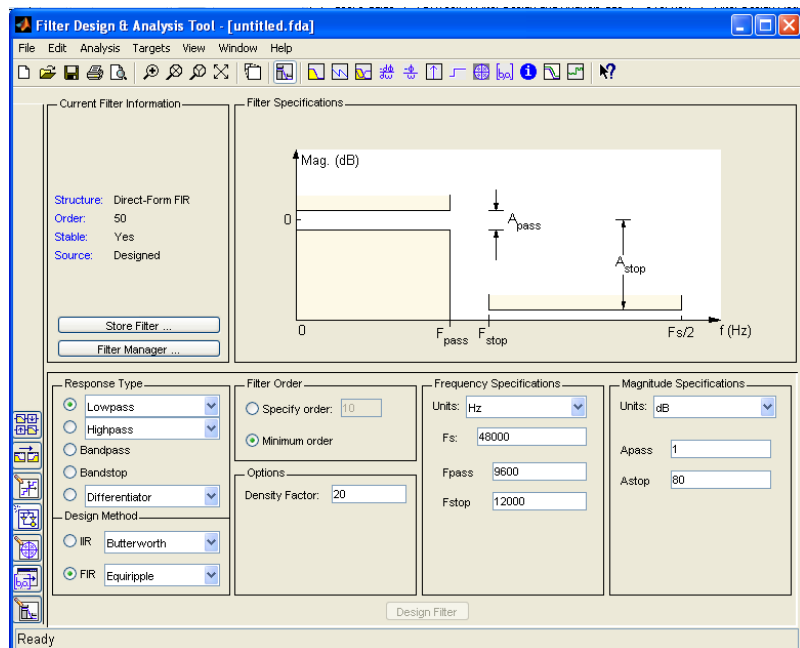 Filter Design & Analysis Tool - [untitled.fda]
File Edit Analysis Targets View Window Help
Current Filter Information
Structure: Direct-Form FIR
Order: 50
Stable: Yes
Source: Designed
Store Filter ...
Filter Manager ...
Filter Specifications
Mag. (dB)
0
A pass
A stop
0
F pass
F stop
Fs/2
f (Hz)
Response Type
Lowpass
Highpass
Bandpass
Bandstop
Differentiator
Design Method
IIR Butterworth
FIR Equiripple
Filter Order
Specify order: 10
Minimum order
Options
Density Factor: 20
Frequency Specifications
Units: Hz
Fs: 48000
Fpass 9600
Fstop 12000
Magnitude Specifications
Units: dB
Apass 1
Astop 80
Design Filter
Ready